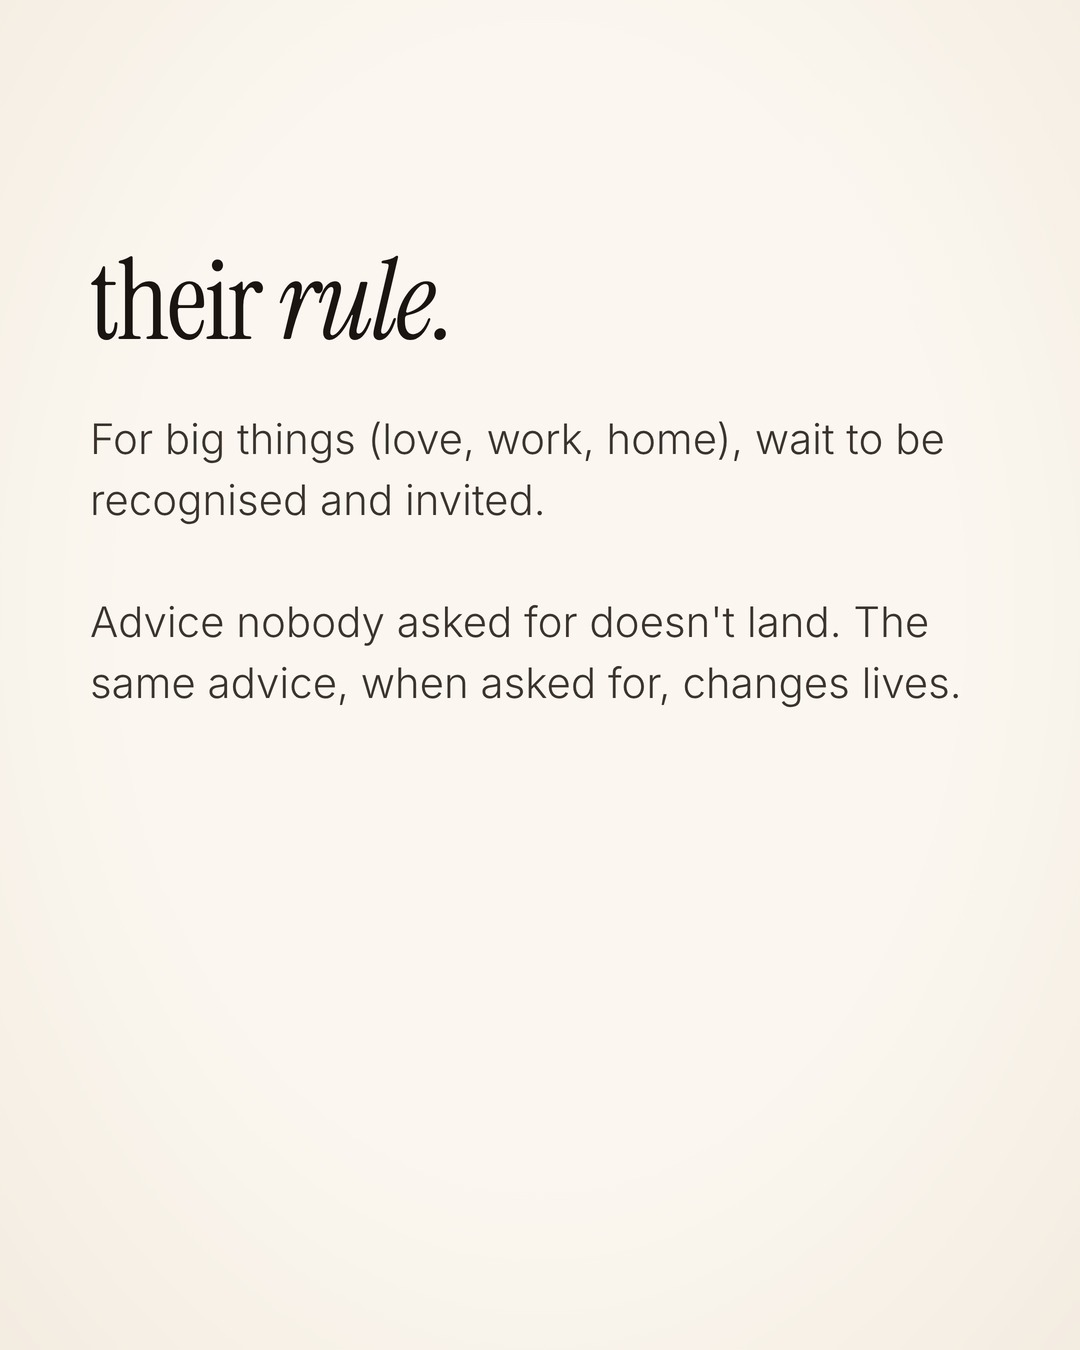 their rule.
For big things (love, work, home), wait to be
recognised and invited.
Advice nobody asked for doesn't land. The
same advice, when asked for, changes lives.